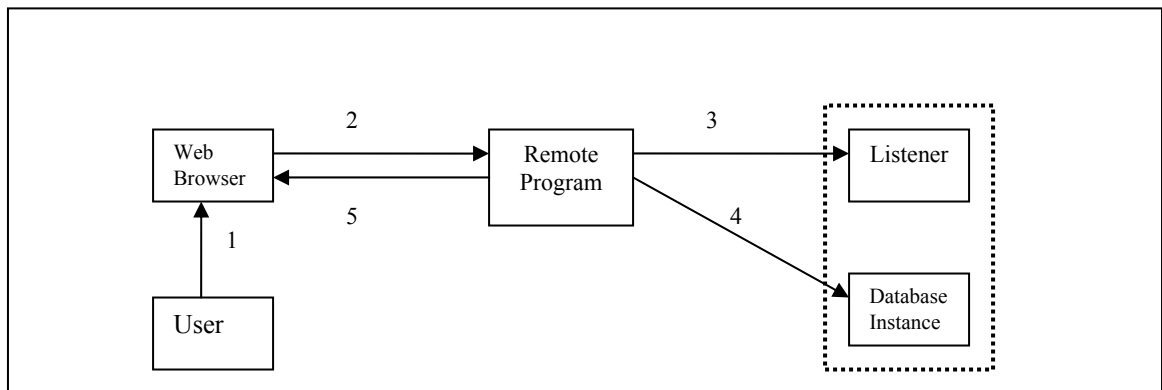 2
3
Web
Browser
Remote
Program
Listener
5
4
1
User
Database
Instance